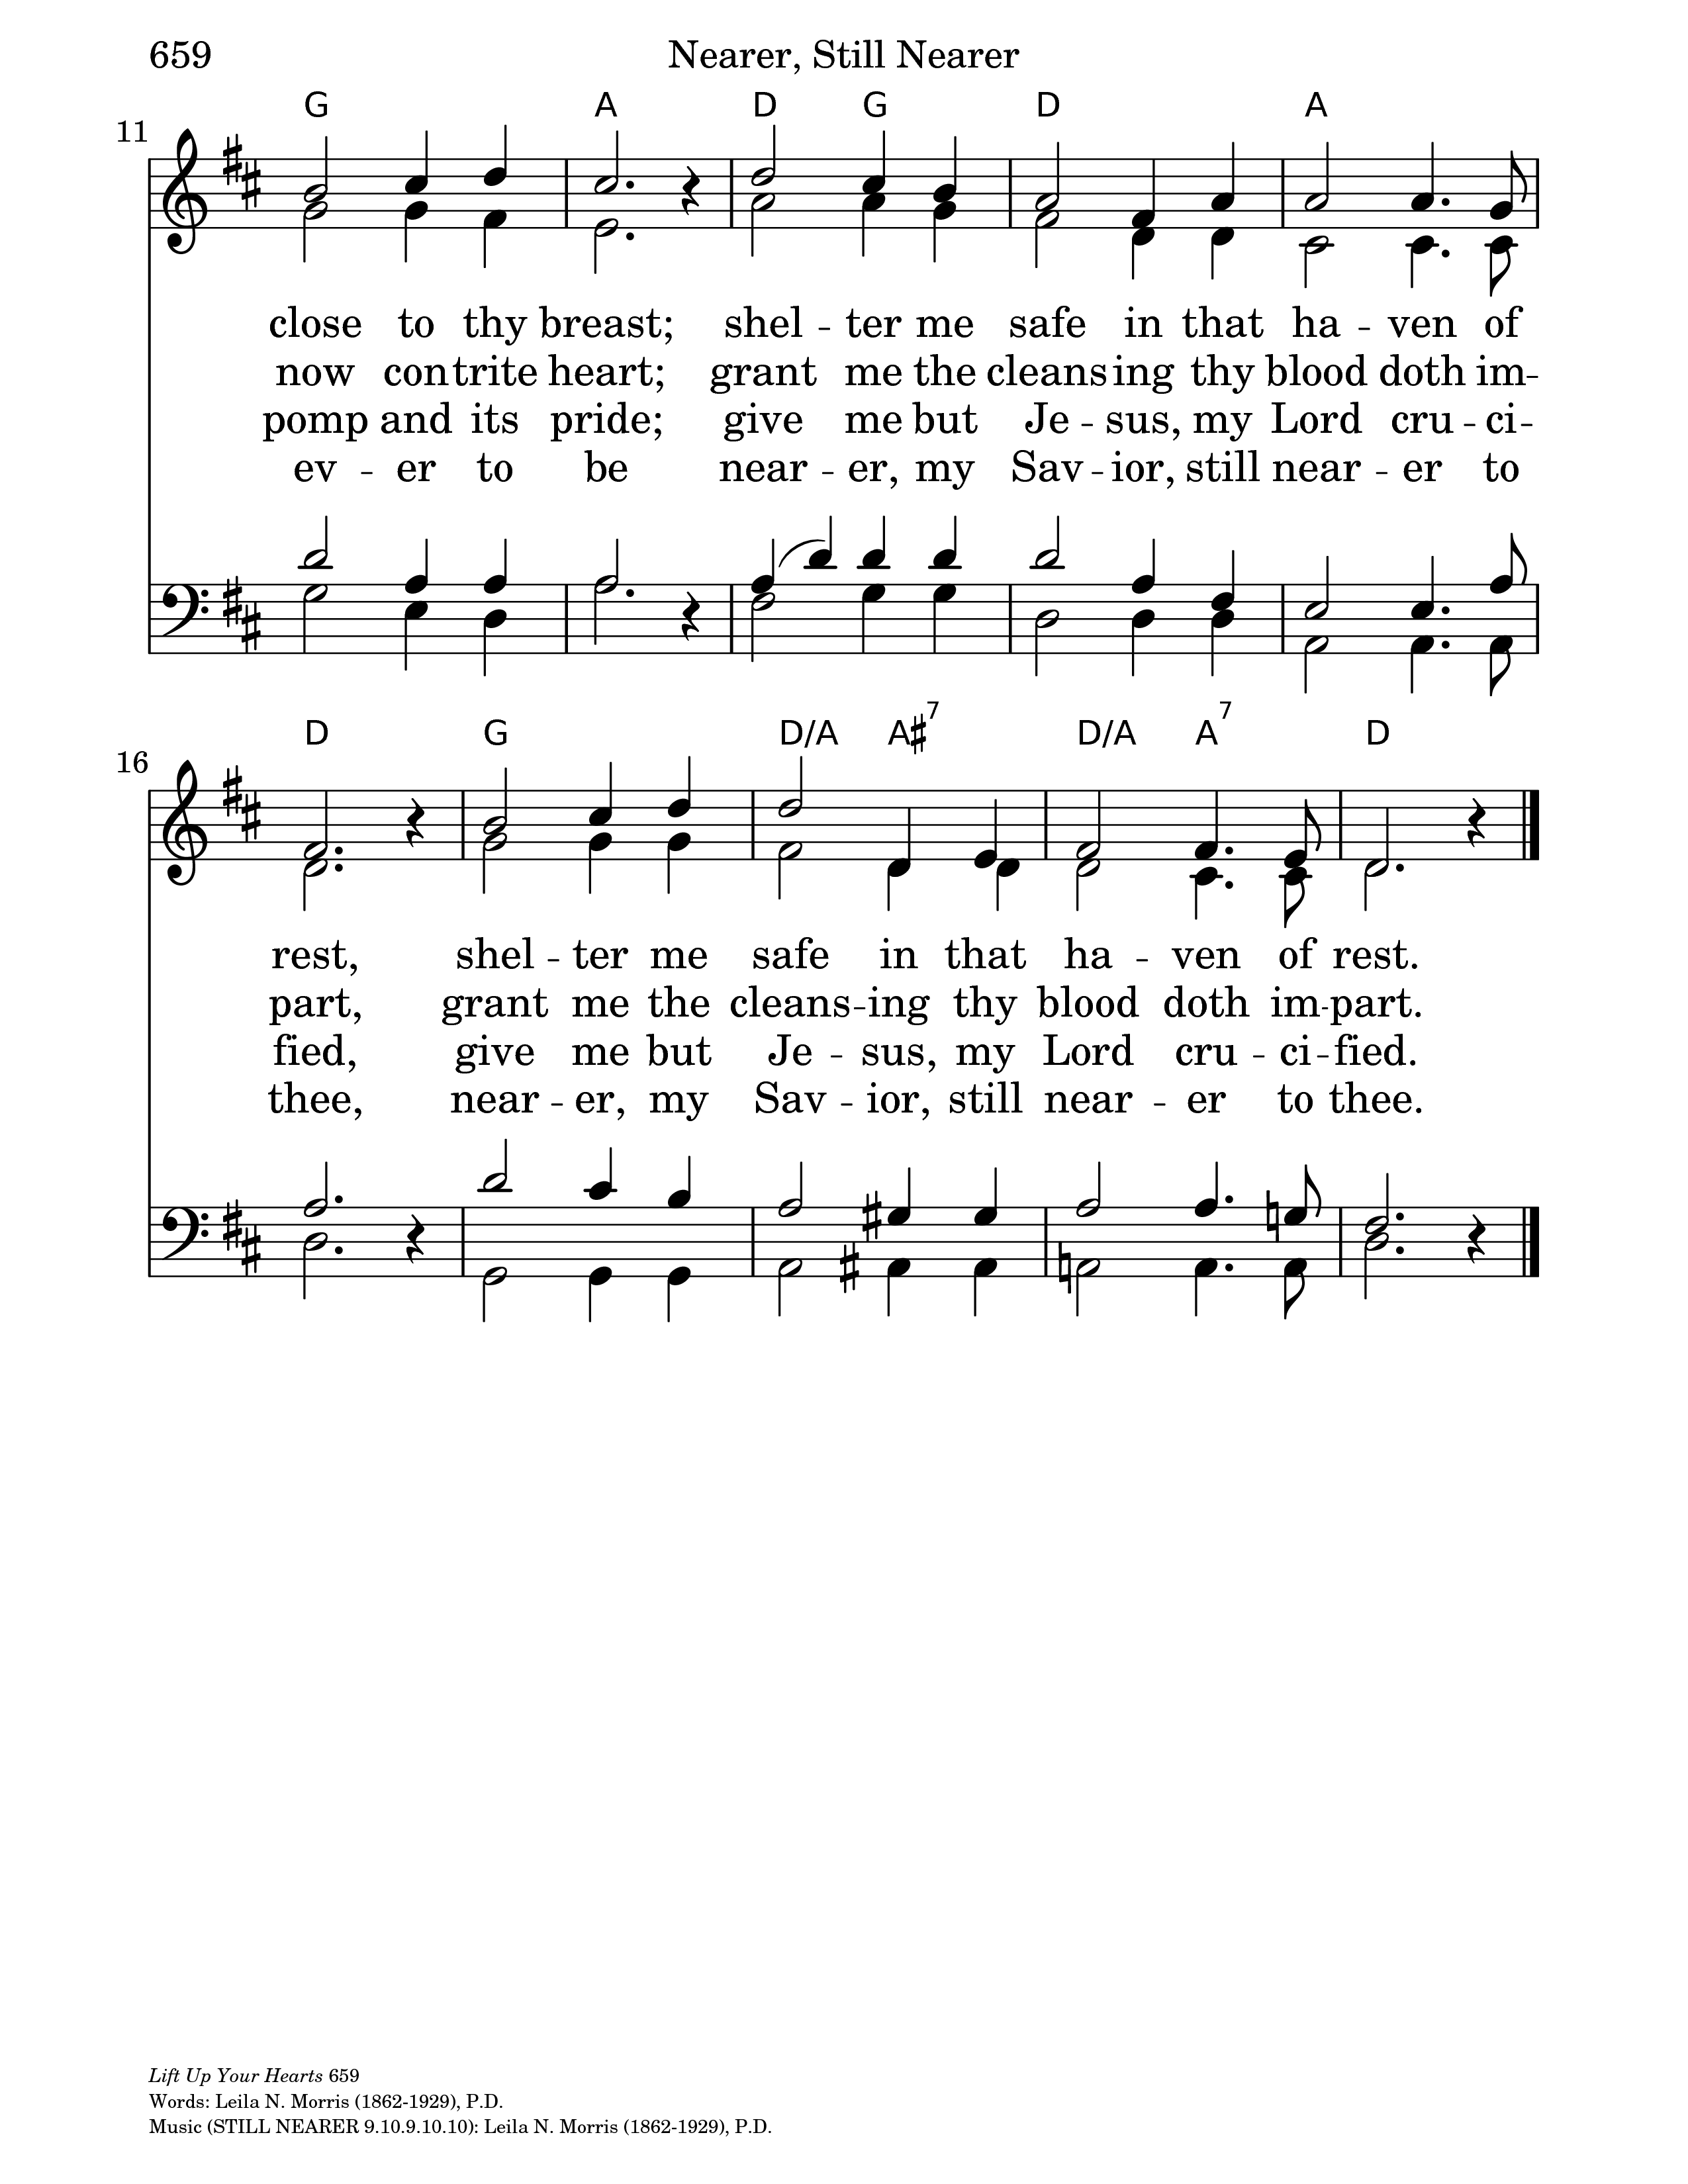 659 Nearer, Still Nearer
G A D G D A
11
close to thy breast; shel -- ter me safe in that ha -- ven of
now contrite heart; grant me the cleansing thy blood doth im --
pomp and its pride; give me but Je -- sus, my Lord cru -- ci --
ev -- er to be near -- er, my Sav -- ior, still near -- er to
D G D/A A♯7 D/A A7 D
16
rest, shel -- ter me safe in that ha -- ven of rest.
part, grant me the cleans -- ing thy blood doth im -- part.
fied, give me but Je -- sus, my Lord cru -- ci -- fied.
thee, near -- er, my Sav -- ior, still near -- er to thee.
Lift Up Your Hearts 659
Words: Leila N. Morris (1862-1929), P.D.
Music (STILL NEARER 9.10.9.10.10): Leila N. Morris (1862-1929), P.D.